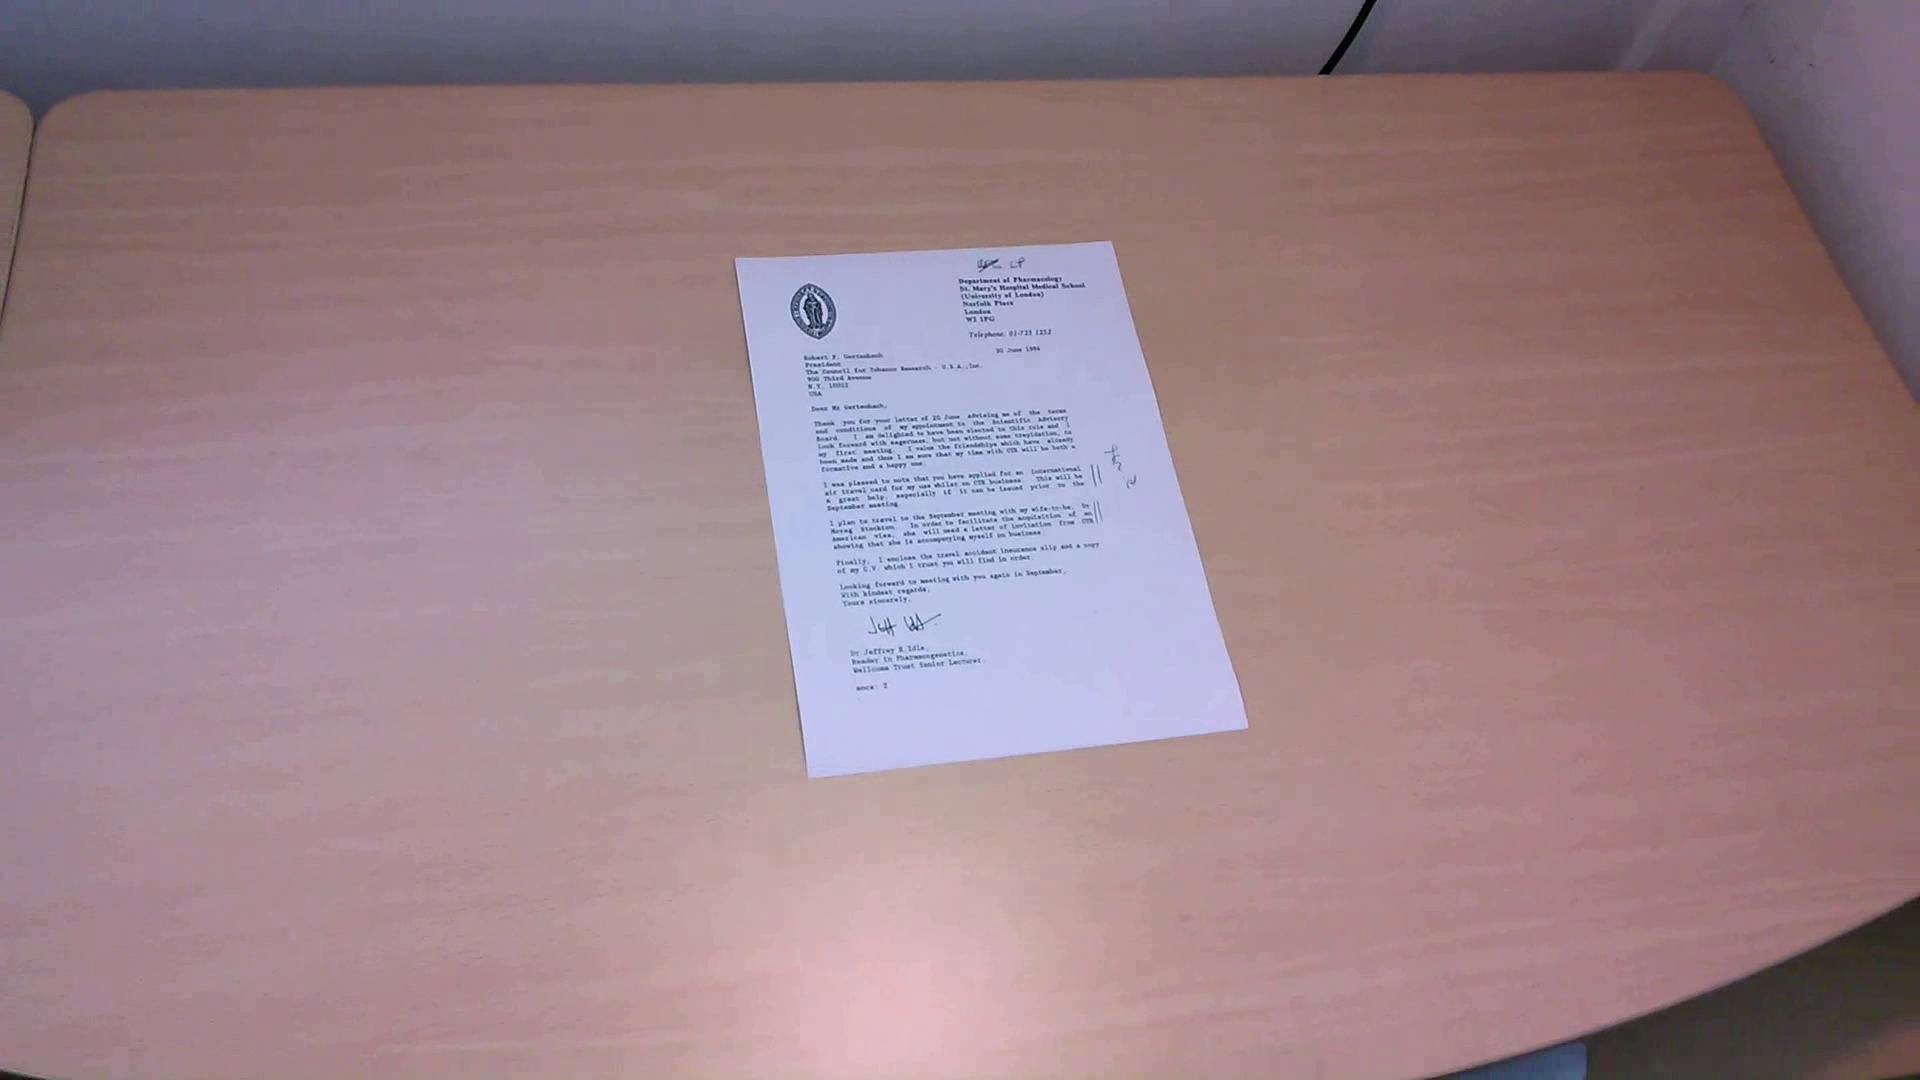 Department of Pharmacology
St. Mary's Hospital Medical School
(University of London)
Norfolk Place
London
W2 1PG
Telephone: 01-723 1252
30 June 1986
Robert F. Gertenbach
President
The Council for Tobacco Research - U.S.A.,Inc.
900 Third Avenue
N.Y. 10022
USA
Dear Mr Gertenbach,
Thank you for your letter of 20 June advising me of the terms
and conditions of my appointment to the Scientific Advisory
Board. I am delighted to have been elected to this role and I
look forward with eagerness, but not without some trepidation, to
my first meeting. I value the friendships which have already
been made and thus I am sure that my time with CTR will be both a
formative and a happy one.
I was pleased to note that you have applied for an international
air travel card for my use whilst on CTR business. This will be
a great help, especially if it can be issued prior to the
September meeting.
I plan to travel to the September meeting with my wife-to-be, Dr
Morag Stockton. In order to facilitate the acquisition of an
American visa, she will need a letter of invitation from CTR
showing that she is accompanying myself on business.
Finally, I enclose the travel accident insurance slip and a copy
of my C.V. which I trust you will find in order.
Looking forward to meeting with you again in September,
With kindest regards,
Yours sincerely,
Dr Jeffrey R.Idle,
Reader in Pharmacogenetics,
Wellcome Trust Senior Lecturer.
encs: 2